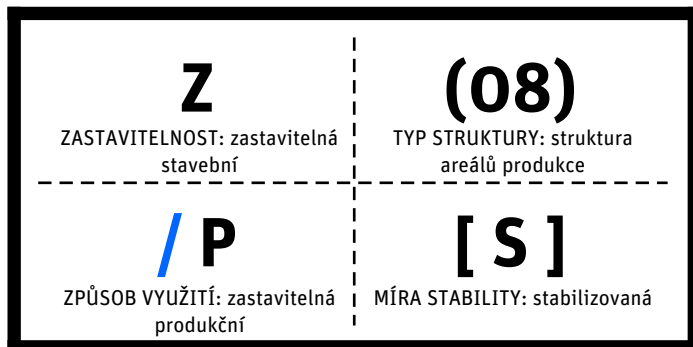 Z
ZASTAVITELNOST: zastavitelná
stavební
(08)
TYP STRUKTURY: struktura
areálů produkce
/ P
ZPŮSOB VYUŽITÍ: zastavitelná
produkční
[ S ]
MÍRA STABILITY: stabilizovaná